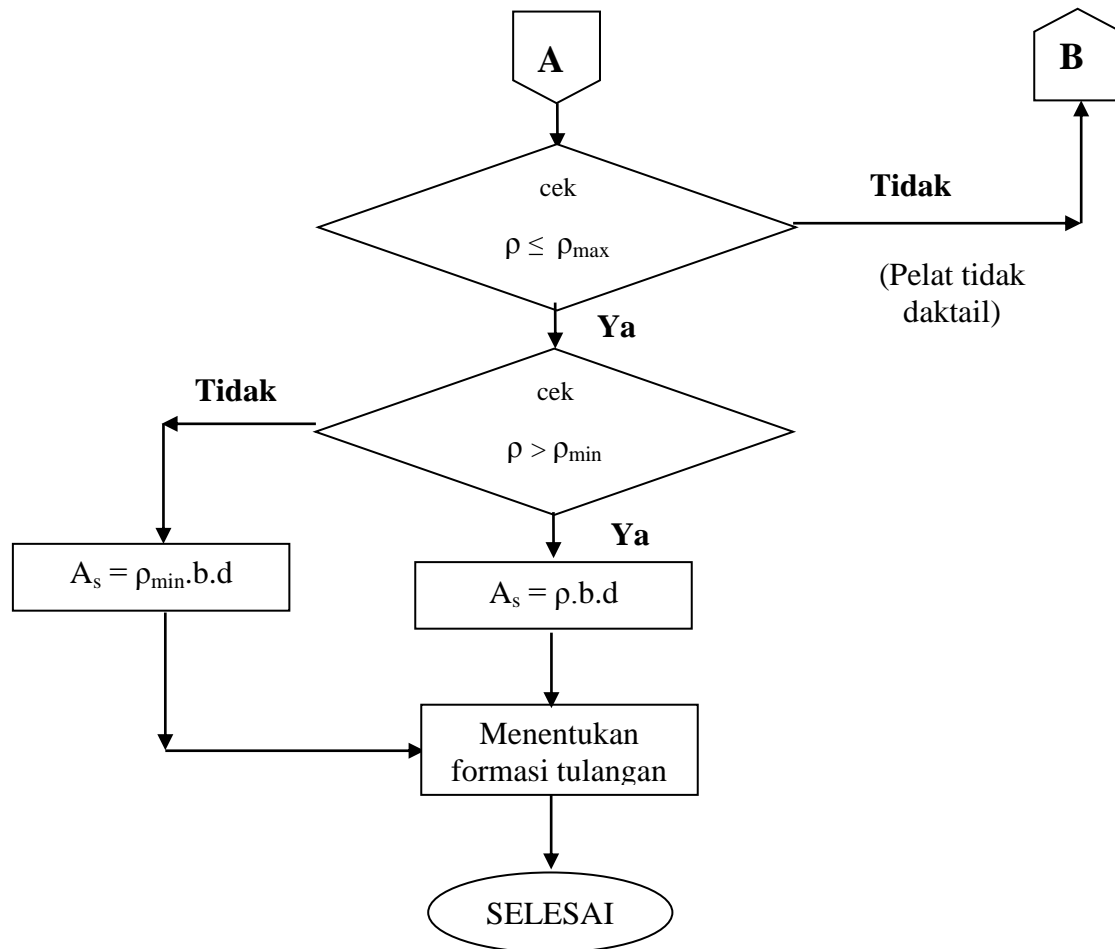 A
B
cek
ρ ≤ ρmax
Tidak
(Pelat tidak
daktail)
Ya
Tidak
cek
ρ > ρmin
Ya
As = ρmin.b.d
As = ρ.b.d
Menentukan
formasi tulangan
SELESAI